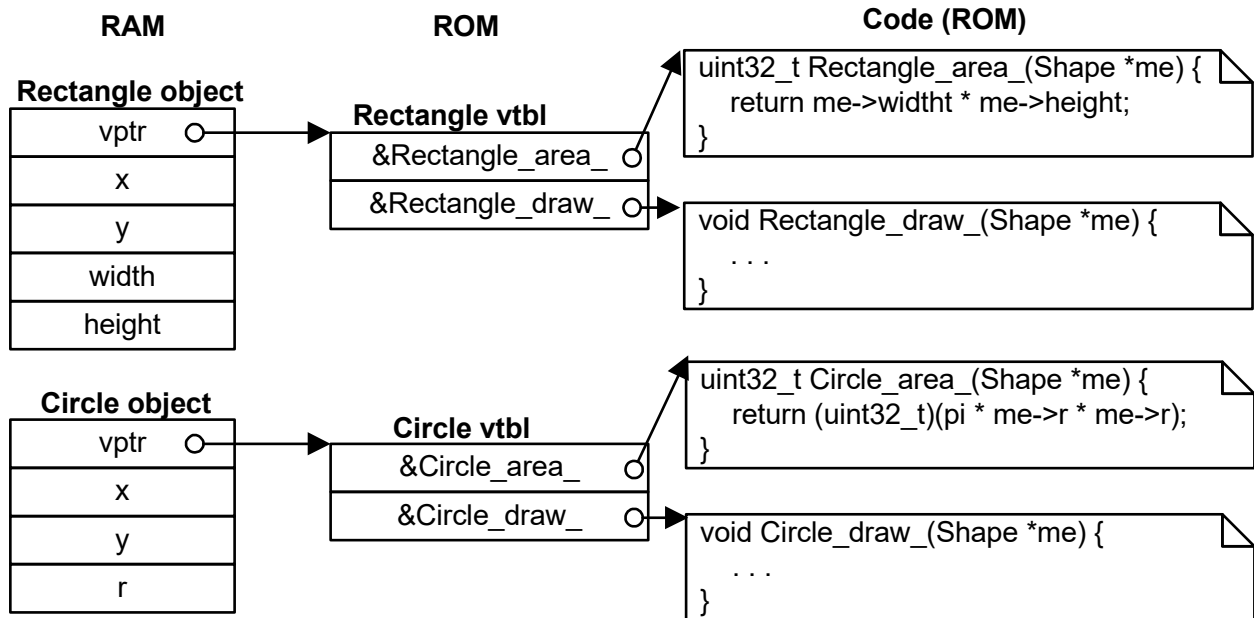 RAM
ROM
Code (ROM)
Rectangle object
vptr
x
y
width
height
Rectangle vtbl
&Rectangle_area_
&Rectangle_draw_
uint32_t Rectangle_area_(Shape *me) {
return me->widtht * me->height;
}
void Rectangle_draw_(Shape *me) {
. . .
}
Circle object
vptr
x
y
r
Circle vtbl
&Circle_area_
&Circle_draw_
uint32_t Circle_area_(Shape *me) {
return (uint32_t)(pi * me->r * me->r);
}
void Circle_draw_(Shape *me) {
. . .
}